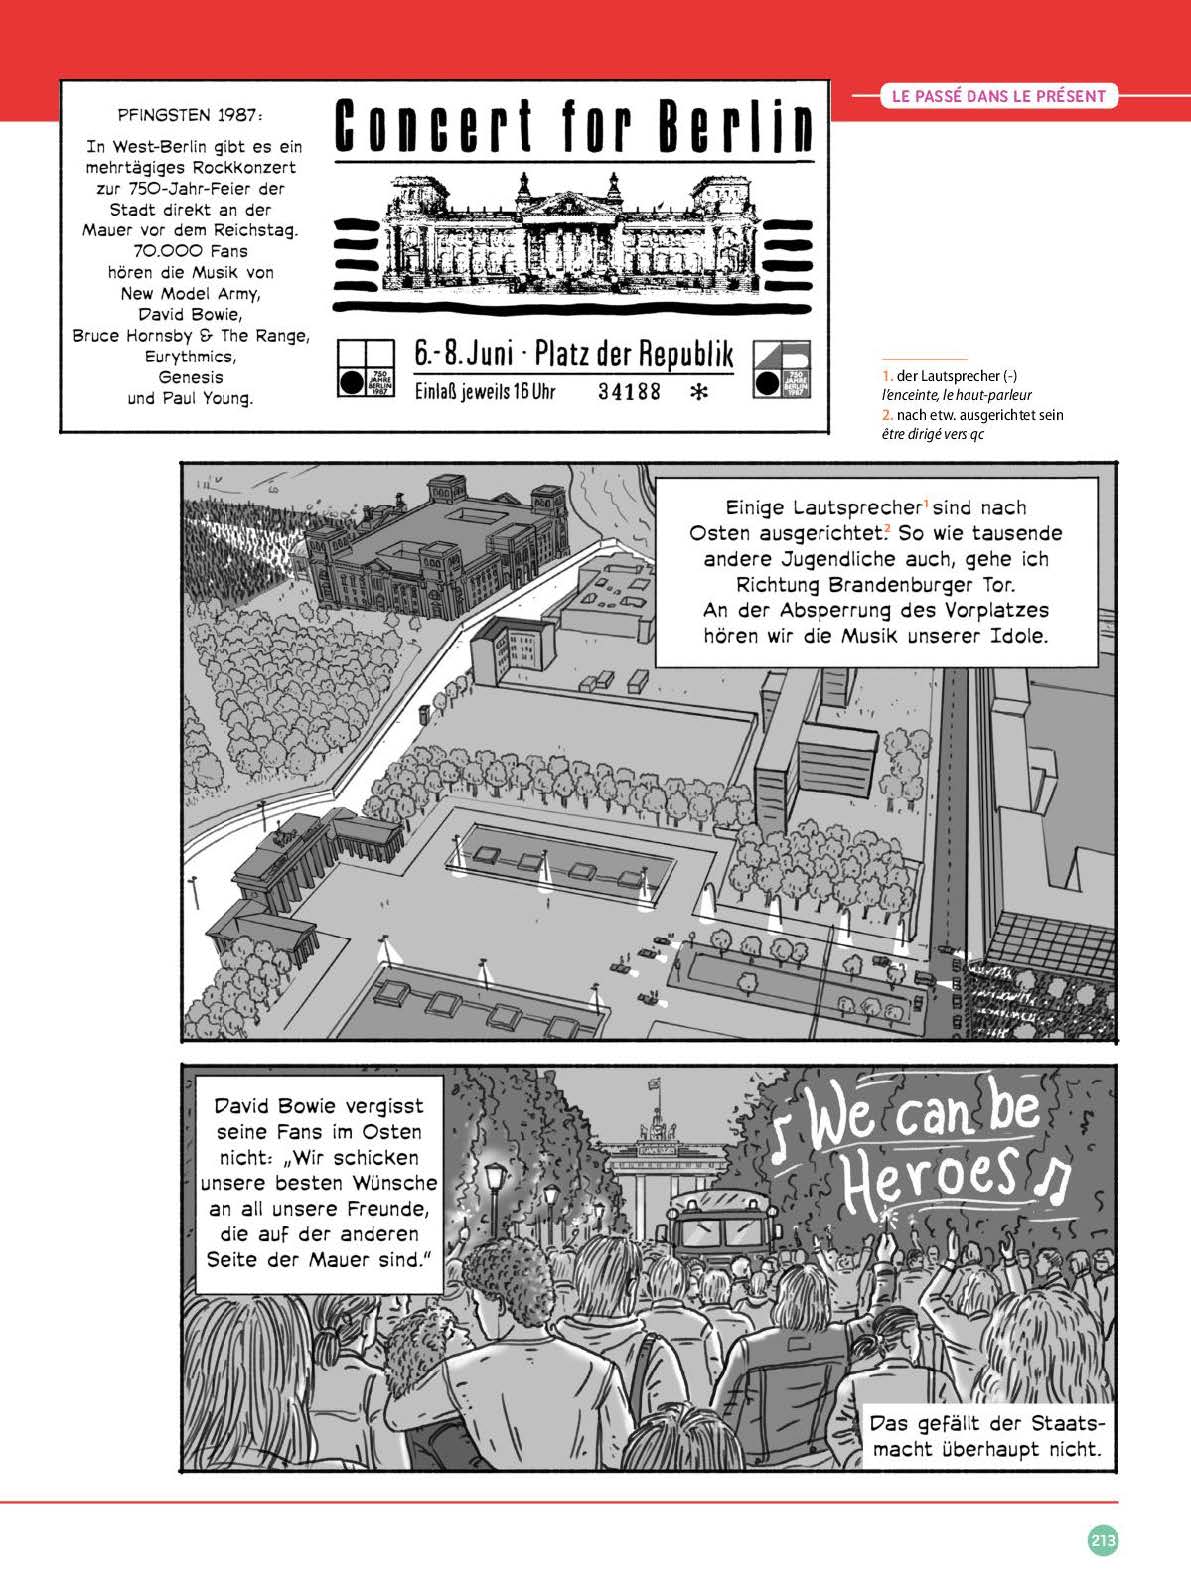 LE PASSÉ DANS LE PRÉSENT
PFINGSTEN 1987:
In West-Berlin gibt es ein
mehrtägiges Rockkonzert
zur 750-Jahr-Feier der
Stadt direkt an der
Mauer vor dem Reichstag.
70.000 Fans
hören die Musik von
New Model Army,
David Bowie,
Bruce Hornsby & The Range,
Eurythmics,
Genesis
und Paul Young.
Concert for Berlin
6.-8. Juni · Platz der Republik
Einlaß jeweils 16 Uhr 34188 *
750
JAHRE
BERLIN
1987
750
JAHRE
BERLIN
1987
1. der Lautsprecher (-)
l'enceinte, le haut-parleur
2. nach etw. ausgerichtet sein
être dirigé vers qc
Einige Lautsprecher¹ sind nach
Osten ausgerichtet². So wie tausende
andere Jugendliche auch, gehe ich
Richtung Brandenburger Tor.
An der Absperrung des Vorplatzes
hören wir die Musik unserer Idole.
David Bowie vergisst
seine Fans im Osten
nicht: „Wir schicken
unsere besten Wünsche
an all unsere Freunde,
die auf der anderen
Seite der Mauer sind.“
♪ We can be
Heroes ♫
Das gefällt der Staats-
macht überhaupt nicht.
213